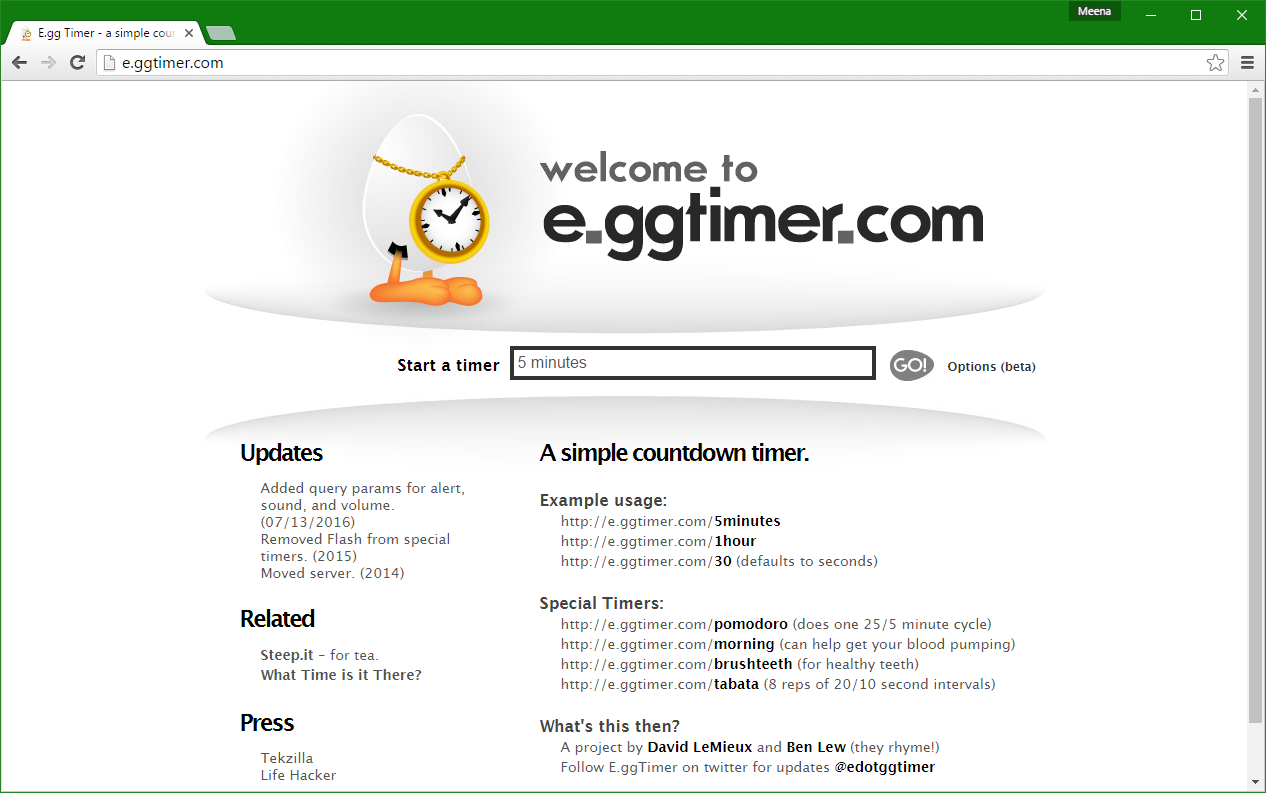 Meena
E.gg Timer - a simple cour
e.ggtimer.com
welcome to
e.ggtimer.com
Start a timer 5 minutes GO! Options (beta)
Updates
Added query params for alert,
sound, and volume.
(07/13/2016)
Removed Flash from special
timers. (2015)
Moved server. (2014)
Related
Steep.it – for tea.
What Time is it There?
Press
Tekzilla
Life Hacker
A simple countdown timer.
Example usage:
http://e.ggtimer.com/5minutes
http://e.ggtimer.com/1hour
http://e.ggtimer.com/30 (defaults to seconds)
Special Timers:
http://e.ggtimer.com/pomodoro (does one 25/5 minute cycle)
http://e.ggtimer.com/morning (can help get your blood pumping)
http://e.ggtimer.com/brushteeth (for healthy teeth)
http://e.ggtimer.com/tabata (8 reps of 20/10 second intervals)
What's this then?
A project by David LeMieux and Ben Lew (they rhyme!)
Follow E.ggTimer on twitter for updates @edotggtimer